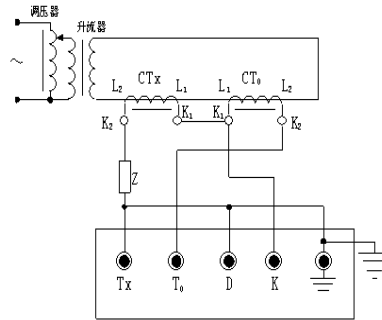 调压器
升流器
~
L₂ CTx L₁ L₁ CT₀ L₂
K₂ K₁ K₁ K₂
Z
Tx T₀ D K